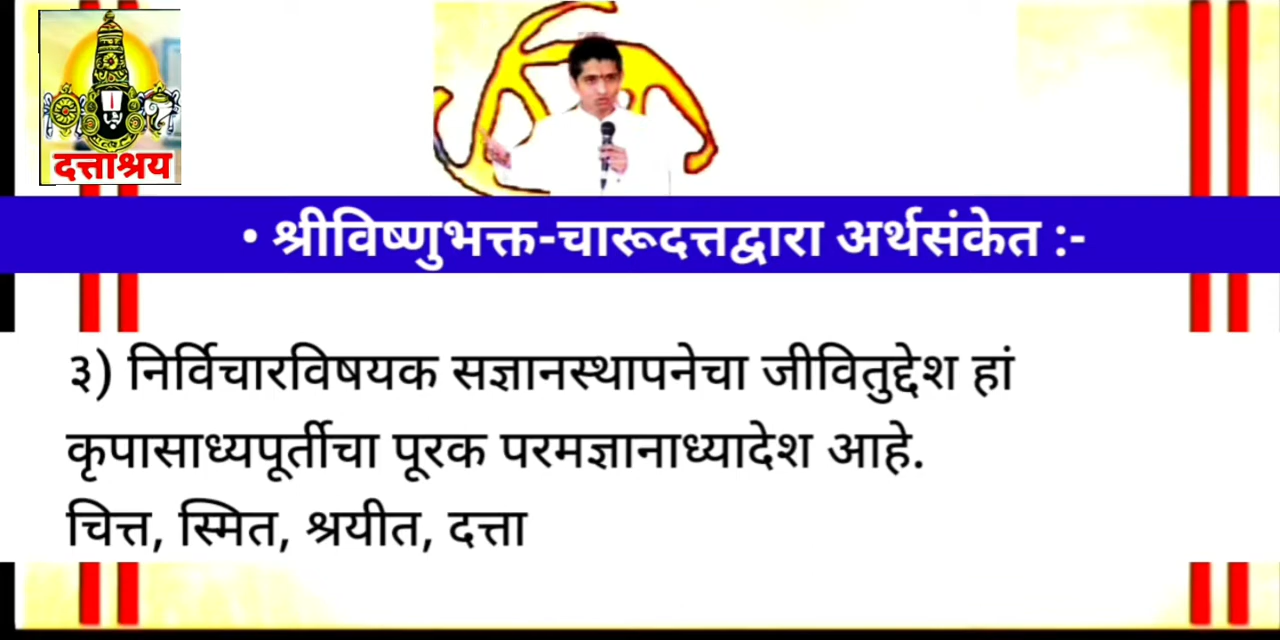 दत्ताश्रय
• श्रीविष्णुभक्त-चारूदत्तद्वारा अर्थसंकेत :-
३) निर्विचारविषयक सज्ञानस्थापनेचा जीवितुद्देश हां
कृपासाध्यपूर्तीचा पूरक परमज्ञानाध्यादेश आहे.
चित्त, स्मित, श्रयीत, दत्ता